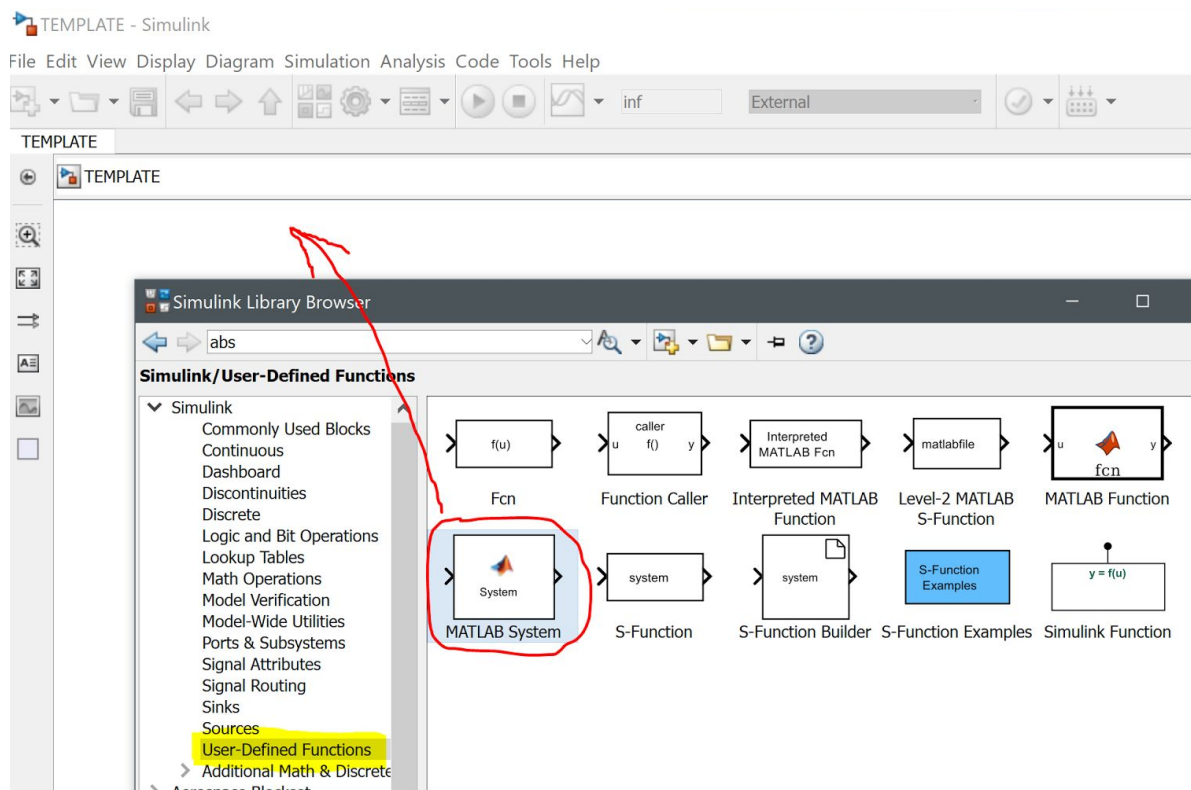 TEMPLATE - Simulink
File Edit View Display Diagram Simulation Analysis Code Tools Help
inf
External
TEMPLATE
TEMPLATE
Simulink Library Browser
abs
Simulink/User-Defined Functions
Simulink
Commonly Used Blocks
Continuous
Dashboard
Discontinuities
Discrete
Logic and Bit Operations
Lookup Tables
Math Operations
Model Verification
Model-Wide Utilities
Ports & Subsystems
Signal Attributes
Signal Routing
Sinks
Sources
User-Defined Functions
Additional Math & Discrete
f(u)
Fcn
caller
u f() y
Function Caller
Interpreted
MATLAB Fcn
Interpreted MATLAB
Function
matlabfile
Level-2 MATLAB
S-Function
u y
fcn
MATLAB Function
System
MATLAB System
system
S-Function
system
S-Function Builder
S-Function
Examples
S-Function Examples
y = f(u)
Simulink Function